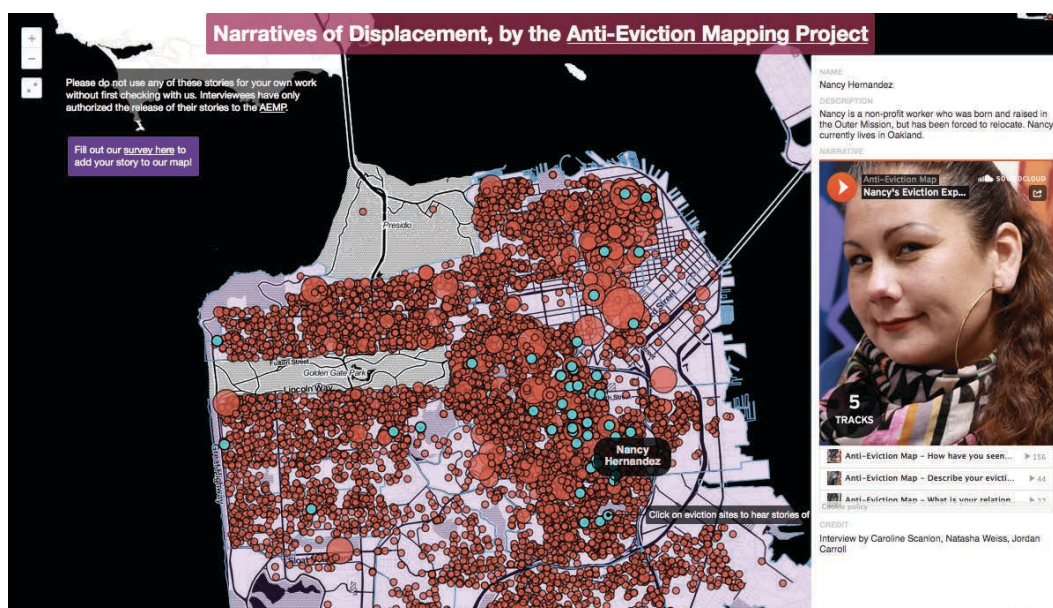 Narratives of Displacement, by the Anti-Eviction Mapping Project
+
−
Please do not use any of these stories for your own work
without first checking with us. Interviewees have only
authorized the release of their stories to the AEMP.
Fill out our survey here to
add your story to our map!
Presidio
Fulton Street
Golden Gate Park
Lincoln Way
Nancy
Hernandez
Click on eviction sites to hear stories of
Sloat
NAME
Nancy Hernandez
DESCRIPTION
Nancy is a non-profit worker who was born and raised in
the Outer Mission, but has been forced to relocate. Nancy
currently lives in Oakland.
NARRATIVE
Anti-Eviction Map
SOUNDCLOUD
Nancy's Eviction Exp...
5
TRACKS
Anti-Eviction Map - How have you seen... 156
Anti-Eviction Map - Describe your evicti... 44
Anti-Eviction Map - What is your relation
Cookie policy
CREDIT
Interview by Caroline Scanlon, Natasha Weiss, Jordan
Carroll